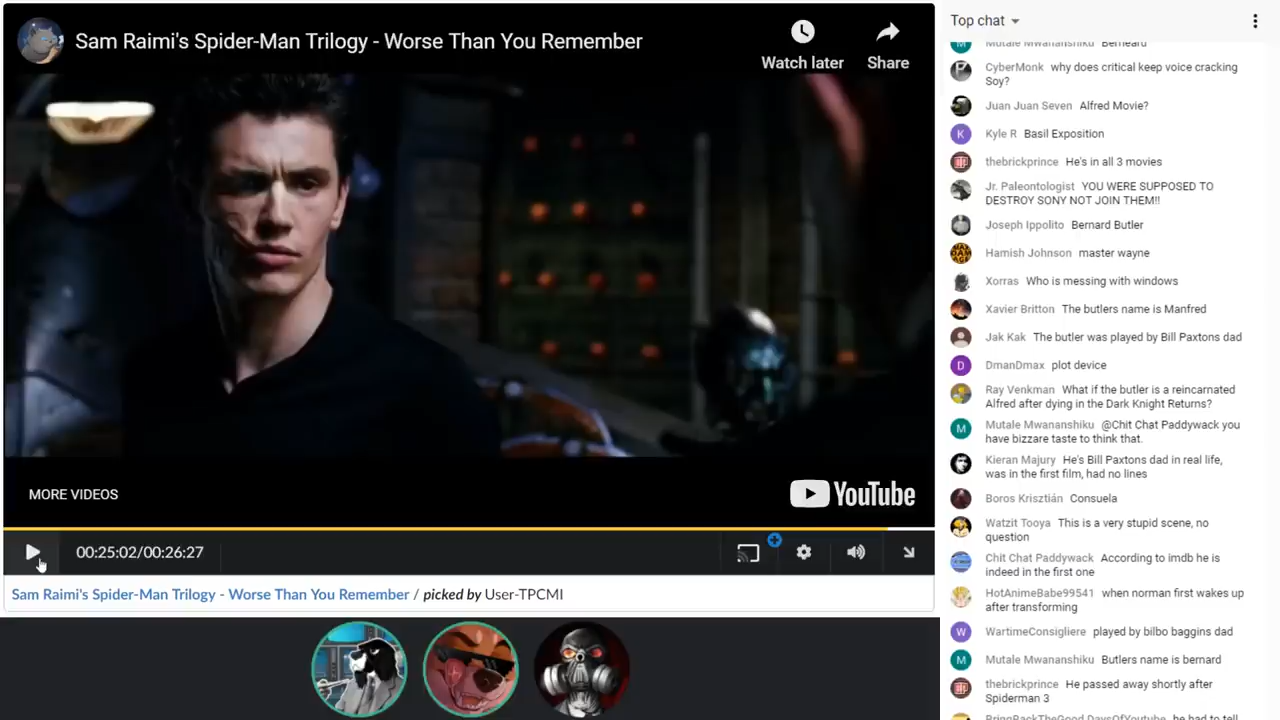 Sam Raimi's Spider-Man Trilogy - Worse Than You Remember
Watch later
Share
MORE VIDEOS
YouTube
00:25:02/00:26:27
Sam Raimi's Spider-Man Trilogy - Worse Than You Remember / picked by User-TPCMI
Top chat
M Mutale Mwananshiku Berneard
CyberMonk why does critical keep voice cracking
Soy?
Juan Juan Seven Alfred Movie?
K Kyle R Basil Exposition
thebrickprince He's in all 3 movies
Jr. Paleontologist YOU WERE SUPPOSED TO
DESTROY SONY NOT JOIN THEM!!
Joseph Ippolito Bernard Butler
Hamish Johnson master wayne
Xorras Who is messing with windows
Xavier Britton The butlers name is Manfred
Jak Kak The butler was played by Bill Paxtons dad
D DmanDmax plot device
Ray Venkman What if the butler is a reincarnated
Alfred after dying in the Dark Knight Returns?
M Mutale Mwananshiku @Chit Chat Paddywack you
have bizzare taste to think that.
Kieran Majury He's Bill Paxtons dad in real life,
was in the first film, had no lines
Boros Krisztián Consuela
Watzit Tooya This is a very stupid scene, no
question
Chit Chat Paddywack According to imdb he is
indeed in the first one
HotAnimeBabe99541 when norman first wakes up
after transforming
W WartimeConsigliere played by bilbo baggins dad
M Mutale Mwananshiku Butlers name is bernard
thebrickprince He passed away shortly after
Spiderman 3
BringBackTheGood DaysOfYoutube he had to tell